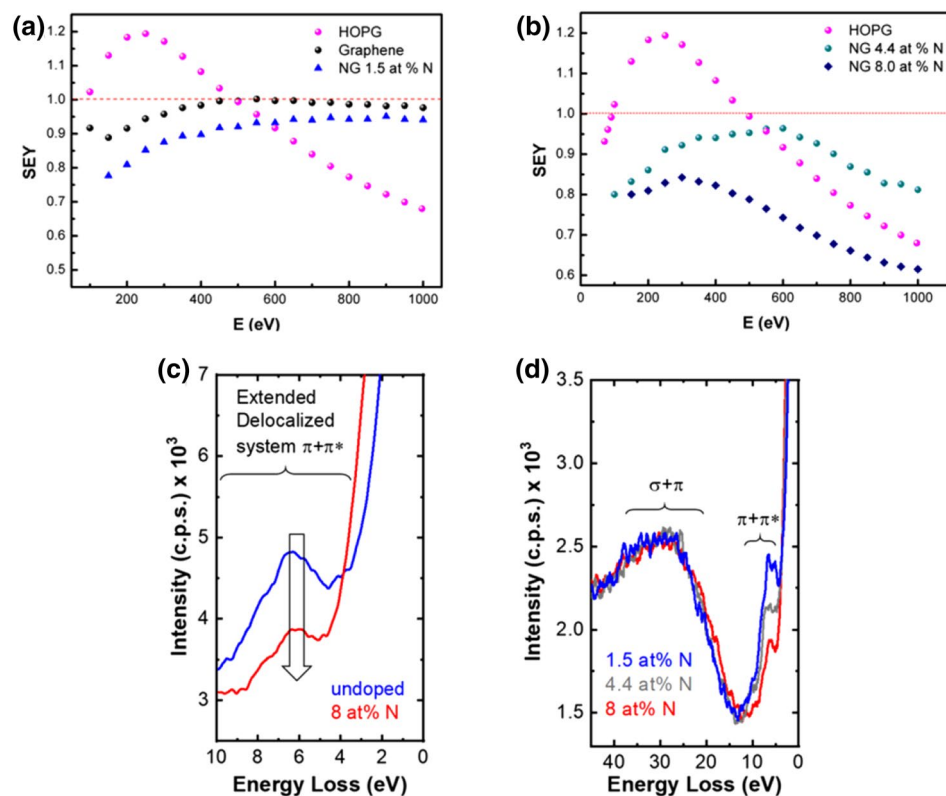 (a)
1.2
1.1
1.0
0.9
0.8
0.7
0.6
0.5
SEY
HOPG
Graphene
NG 1.5 at % N
200 400 600 800 1000
E (eV)
(b)
1.2
1.1
1.0
0.9
0.8
0.7
0.6
SEY
HOPG
NG 4.4 at % N
NG 8.0 at % N
0 200 400 600 800 1000
E (eV)
(c)
7
6
5
4
3
Intensity (c.p.s.) x 10³
Extended
Delocalized
system π+π*
undoped
8 at% N
10 8 6 4 2 0
Energy Loss (eV)
(d)
3.5
3.0
2.5
2.0
1.5
Intensity (c.p.s.) x 10³
σ+π
π+π*
1.5 at% N
4.4 at% N
8 at% N
40 30 20 10 0
Energy Loss (eV)